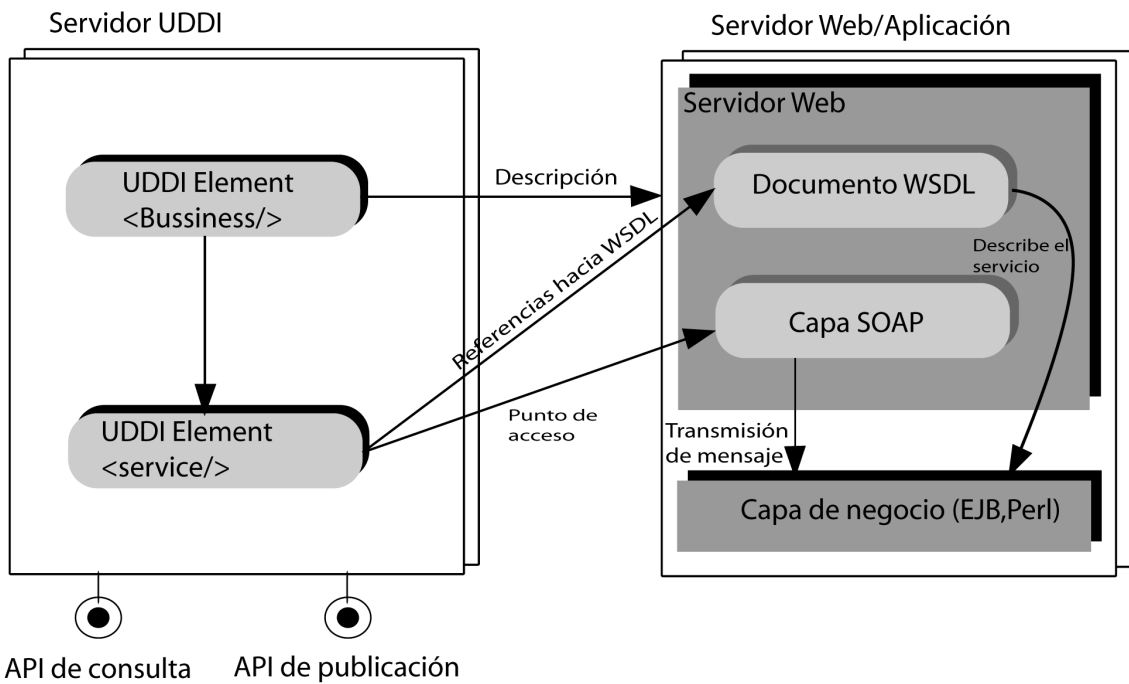 Servidor UDDI
Servidor Web/Aplicación
Servidor Web
UDDI Element
<Bussiness/>
Descripción
Documento WSDL
Referencias hacia WSDL
Describe el
servicio
Capa SOAP
UDDI Element
<service/>
Punto de
acceso
Transmisión
de mensaje
Capa de negocio (EJB,Perl)
API de consulta
API de publicación